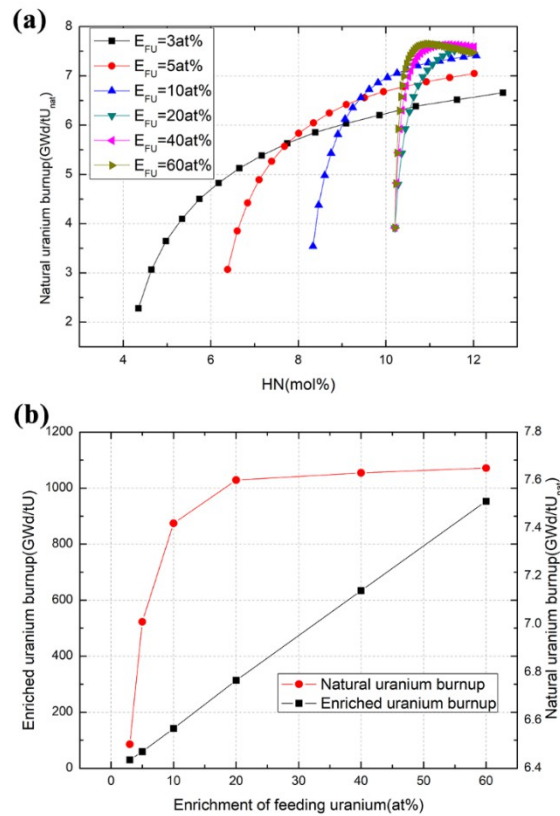 (a)
E_FU=3at%
E_FU=5at%
E_FU=10at%
E_FU=20at%
E_FU=40at%
E_FU=60at%
Natural uranium burnup(GWd/tU_nat)
8
7
6
5
4
3
2
4 6 8 10 12
HN(mol%)
(b)
Enriched uranium burnup(GWd/tU)
1200
1000
800
600
400
200
0
Natural uranium burnup
Enriched uranium burnup
7.8
7.6
7.4
7.2
7.0
6.8
6.6
6.4
Natural uranium burnup(GWd/tU_nat)
0 10 20 30 40 50 60
Enrichment of feeding uranium(at%)